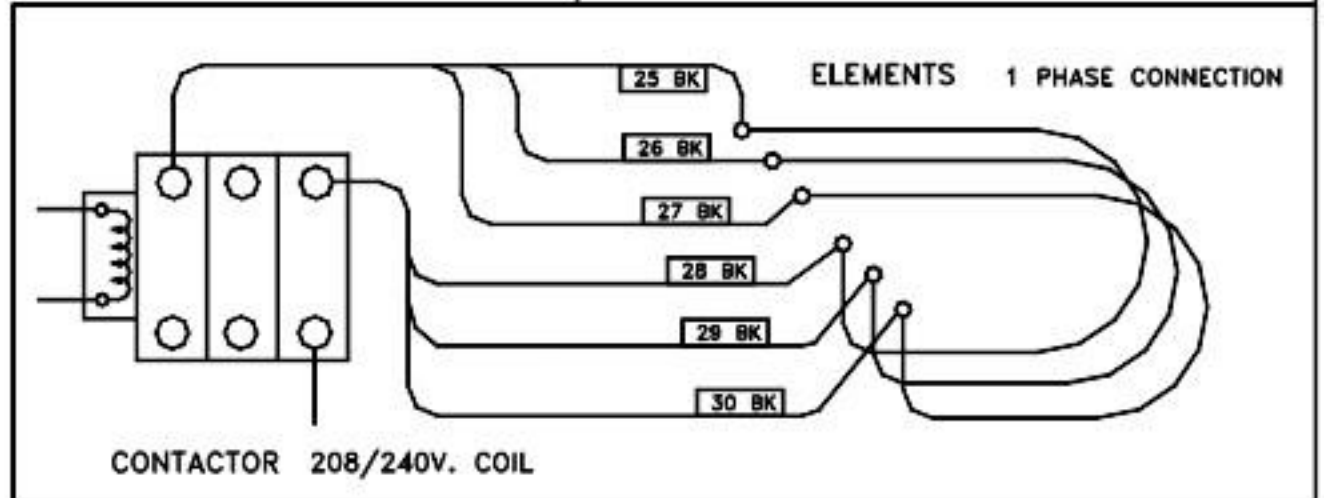 25 BK
ELEMENTS 1 PHASE CONNECTION
26 BK
27 BK
28 BK
29 BK
30 BK
CONTACTOR 208/240V. COIL